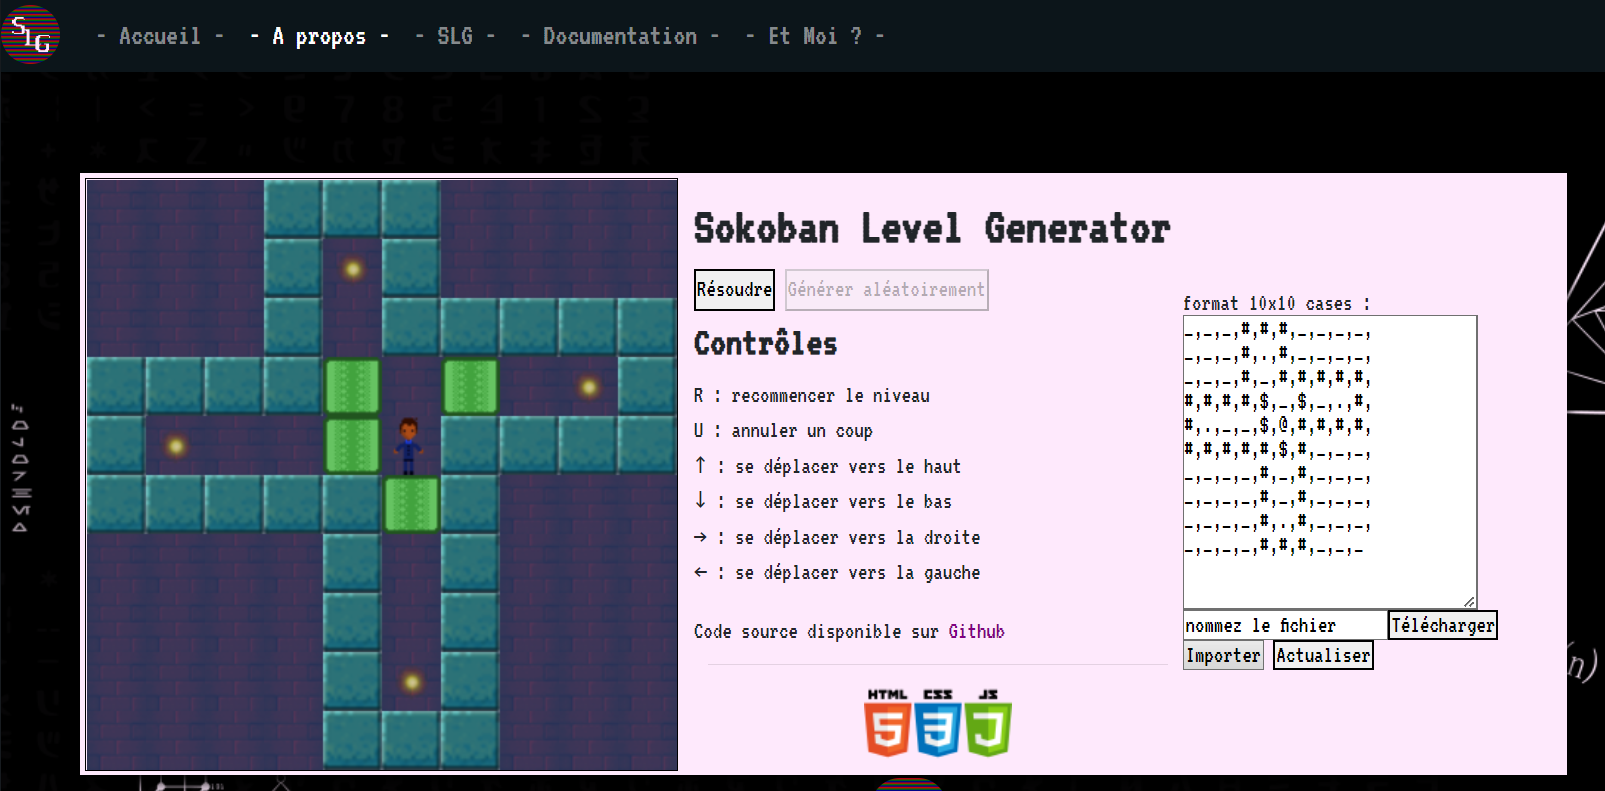 SLG
- Accueil - - A propos - - SLG - - Documentation - - Et Moi ? -
Sokoban Level Generator
Résoudre Générer aléatoirement
Contrôles
R : recommencer le niveau
U : annuler un coup
↑ : se déplacer vers le haut
↓ : se déplacer vers le bas
→ : se déplacer vers la droite
← : se déplacer vers la gauche
Code source disponible sur Github
HTML CSS JS
5 3 J
format 10x10 cases :
_,_,_,#,#,#,_,_,_,_,
_,_,_,#,.,#,_,_,_,_,
_,_,_,#,_,#,#,#,#,#,
#,#,#,#,$,_,$,_,.,#,
#,.,_,_,$,@,#,#,#,#,
#,#,#,#,#,$,#,_,_,_,
_,_,_,_,#,_,#,_,_,_,
_,_,_,_,#,_,#,_,_,_,
_,_,_,_,#,.,#,_,_,_,
_,_,_,_,#,#,#,_,_,_
nommez le fichier Télécharger
Importer Actualiser
n)